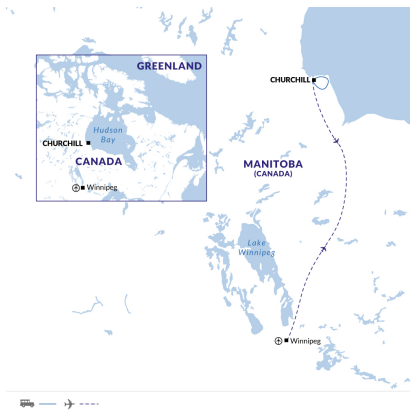 GREENLAND
Hudson
Bay
CHURCHILL
CANADA
Winnipeg
CHURCHILL
MANITOBA
(CANADA)
Lake
Winnipeg
Winnipeg